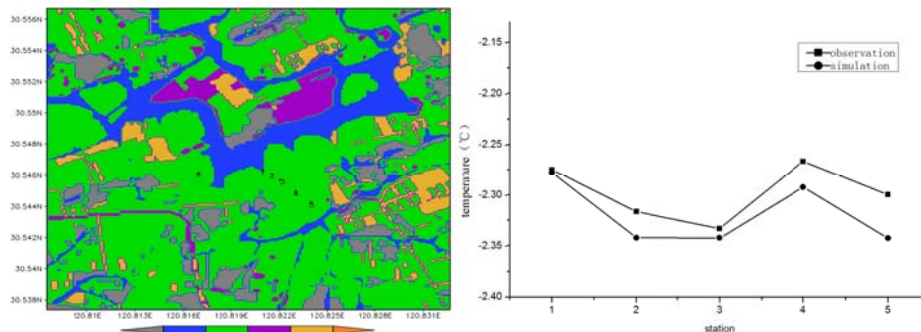 30.556N
30.554N
30.552N
30.55N
30.548N
30.546N
30.544N
30.542N
30.54N
30.538N
120.81E 120.813E 120.816E 120.819E 120.822E 120.825E 120.828E 120.831E
temperature (℃)
-2.15
-2.20
-2.25
-2.30
-2.35
-2.40
observation
simulation
1 2 3 4 5
station